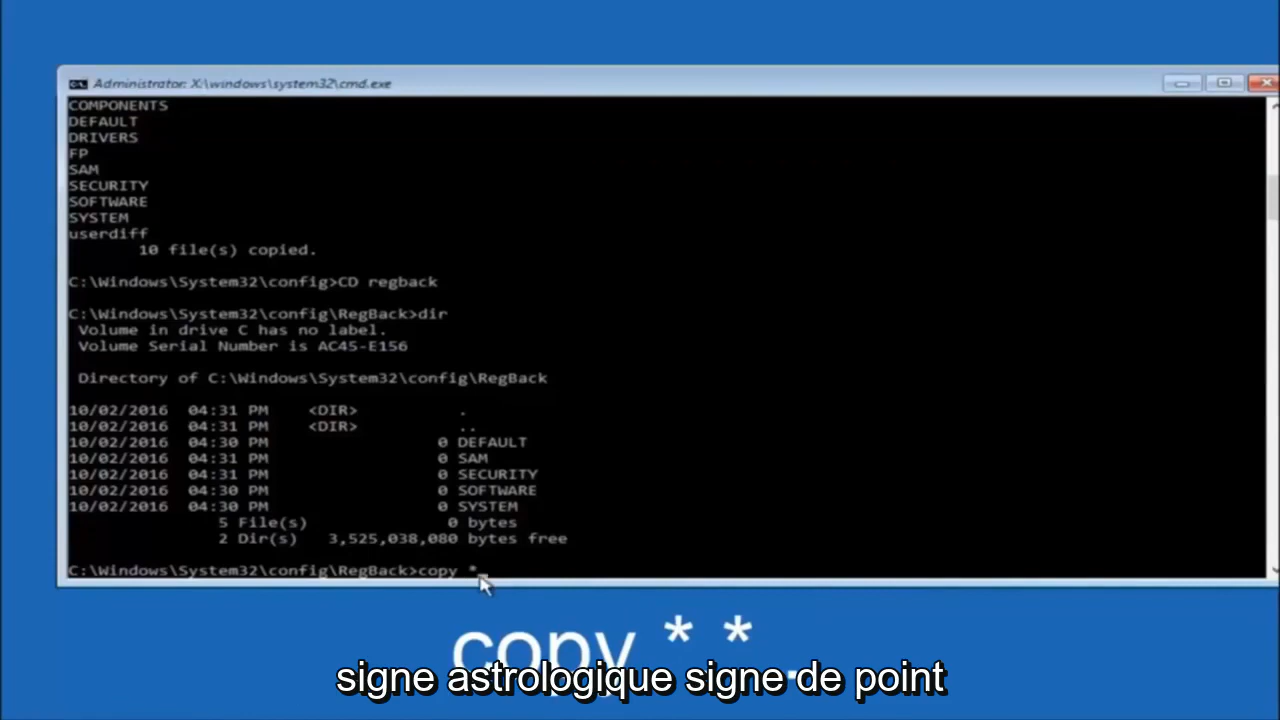 Administrator: X:\windows\system32\cmd.exe
COMPONENTS
DEFAULT
DRIVERS
FP
SAM
SECURITY
SOFTWARE
SYSTEM
userdiff
10 file(s) copied.
C:\Windows\System32\config>CD regback
C:\Windows\System32\config\RegBack>dir
Volume in drive C has no label.
Volume Serial Number is AC45-E156
Directory of C:\Windows\System32\config\RegBack
10/02/2016 04:31 PM <DIR> .
10/02/2016 04:31 PM <DIR> ..
10/02/2016 04:30 PM 0 DEFAULT
10/02/2016 04:31 PM 0 SAM
10/02/2016 04:31 PM 0 SECURITY
10/02/2016 04:30 PM 0 SOFTWARE
10/02/2016 04:30 PM 0 SYSTEM
5 File(s) 0 bytes
2 Dir(s) 3,525,038,080 bytes free
C:\Windows\System32\config\RegBack>copy *_
copy * * .
signe astrologique signe de point